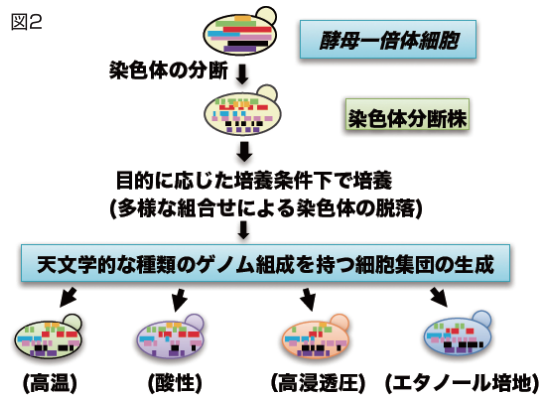 図2
酵母一倍体細胞
染色体の分断
染色体分断株
目的に応じた培養条件下で培養
(多様な組合せによる染色体の脱落)
天文学的な種類のゲノム組成を持つ細胞集団の生成
(高温)
(酸性)
(高浸透圧)
(エタノール培地)